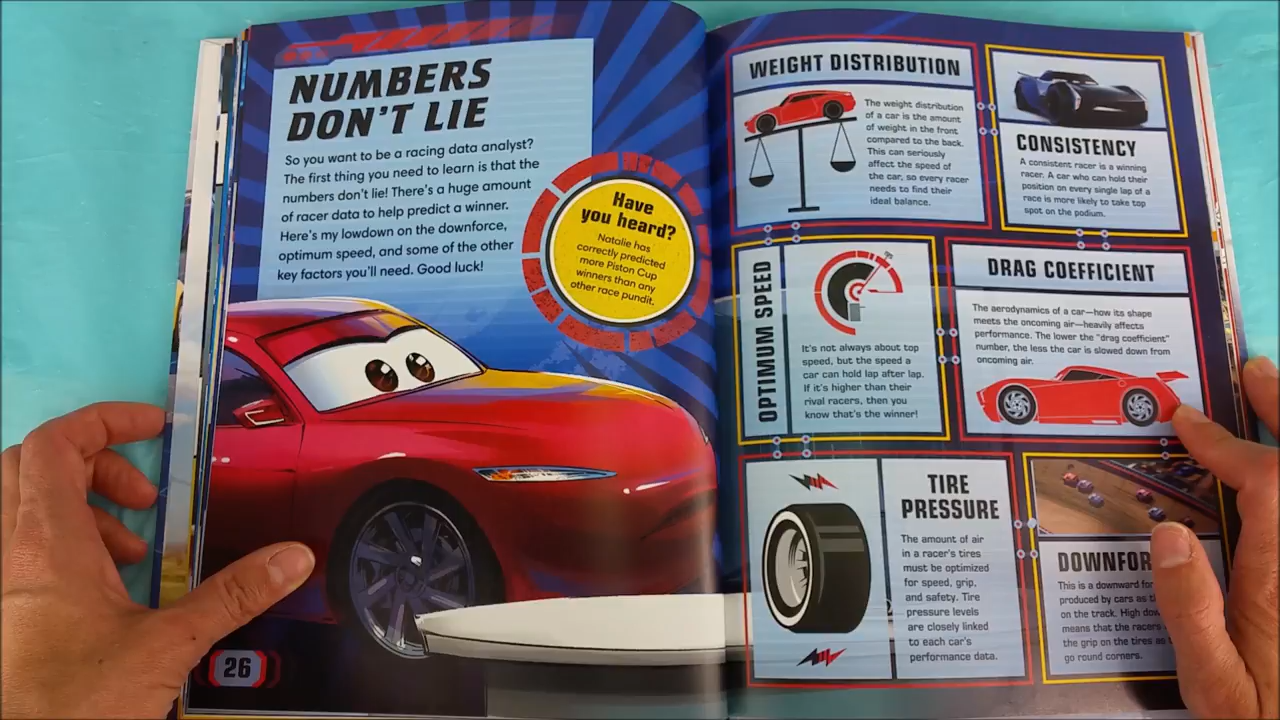 NUMBERS
DON'T LIE
So you want to be a racing data analyst?
The first thing you need to learn is that the
numbers don't lie! There's a huge amount
of racer data to help predict a winner.
Here's my lowdown on the downforce,
optimum speed, and some of the other
key factors you'll need. Good luck!
Have
you heard?
Natalie has
correctly predicted
more Piston Cup
winners than any
other race pundit.
26
WEIGHT DISTRIBUTION
The weight distribution
of a car is the amount
of weight in the front
compared to the back.
This can seriously
affect the speed of
the car, so every racer
needs to find their
ideal balance.
CONSISTENCY
A consistent racer is a winning
racer. A car who can hold their
position on every single lap of a
race is more likely to take top
spot on the podium.
OPTIMUM SPEED
It's not always about top
speed, but the speed a
car can hold lap after lap.
If it's higher than their
rival racers, then you
know that's the winner!
DRAG COEFFICIENT
The aerodynamics of a car—how its shape
meets the oncoming air—heavily affects
performance. The lower the "drag coefficient"
number, the less the car is slowed down from
oncoming air.
TIRE
PRESSURE
The amount of air
in a racer's tires
must be optimized
for speed, grip,
and safety. Tire
pressure levels
are closely linked
to each car's
performance data.
DOWNFOR
This is a downward for
produced by cars as
on the track. High
means that the racers
the grip on the tires as
go round corners.